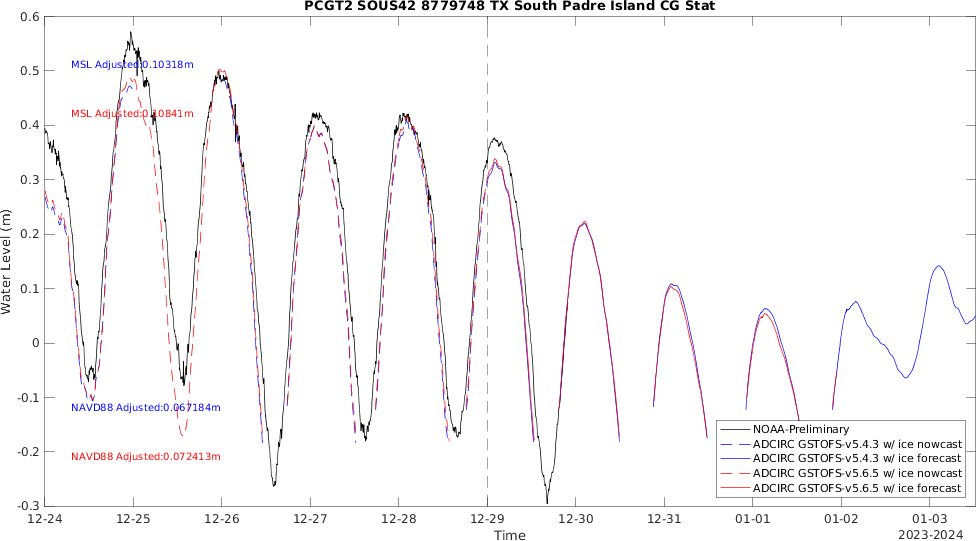 PCGT2 SOUS42 8779748 TX South Padre Island CG Stat
0.6
0.5
0.4
0.3
0.2
0.1
0
-0.1
-0.2
-0.3
Water Level (m)
MSL Adjusted:0.10318m
MSL Adjusted:0.10841m
NAVD88 Adjusted:0.067184m
NAVD88 Adjusted:0.072413m
NOAA-Preliminary
ADCIRC GSTOFS-v5.4.3 w/ ice nowcast
ADCIRC GSTOFS-v5.4.3 w/ ice forecast
ADCIRC GSTOFS-v5.6.5 w/ ice nowcast
ADCIRC GSTOFS-v5.6.5 w/ ice forecast
12-24 12-25 12-26 12-27 12-28 12-29 12-30 12-31 01-01 01-02 01-03
Time
2023-2024